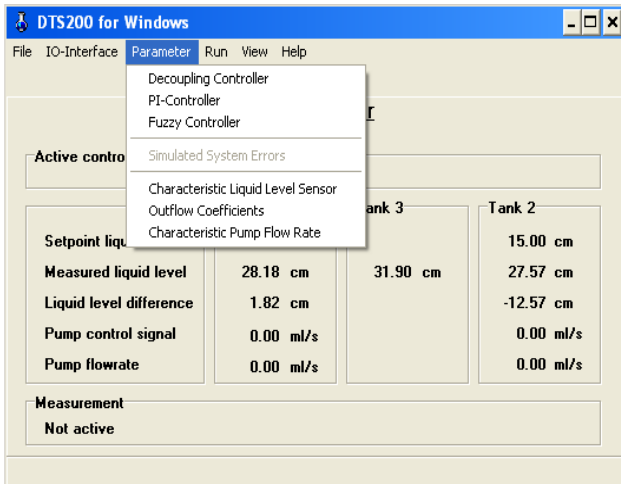 DTS200 for Windows
File IO-Interface Parameter Run View Help
Decoupling Controller
PI-Controller
Fuzzy Controller
Simulated System Errors
Characteristic Liquid Level Sensor
Outflow Coefficients
Characteristic Pump Flow Rate
Active contro
ank 3 Tank 2
Setpoint liqu 15.00 cm
Measured liquid level 28.18 cm 31.90 cm 27.57 cm
Liquid level difference 1.82 cm -12.57 cm
Pump control signal 0.00 ml/s 0.00 ml/s
Pump flowrate 0.00 ml/s 0.00 ml/s
Measurement
Not active